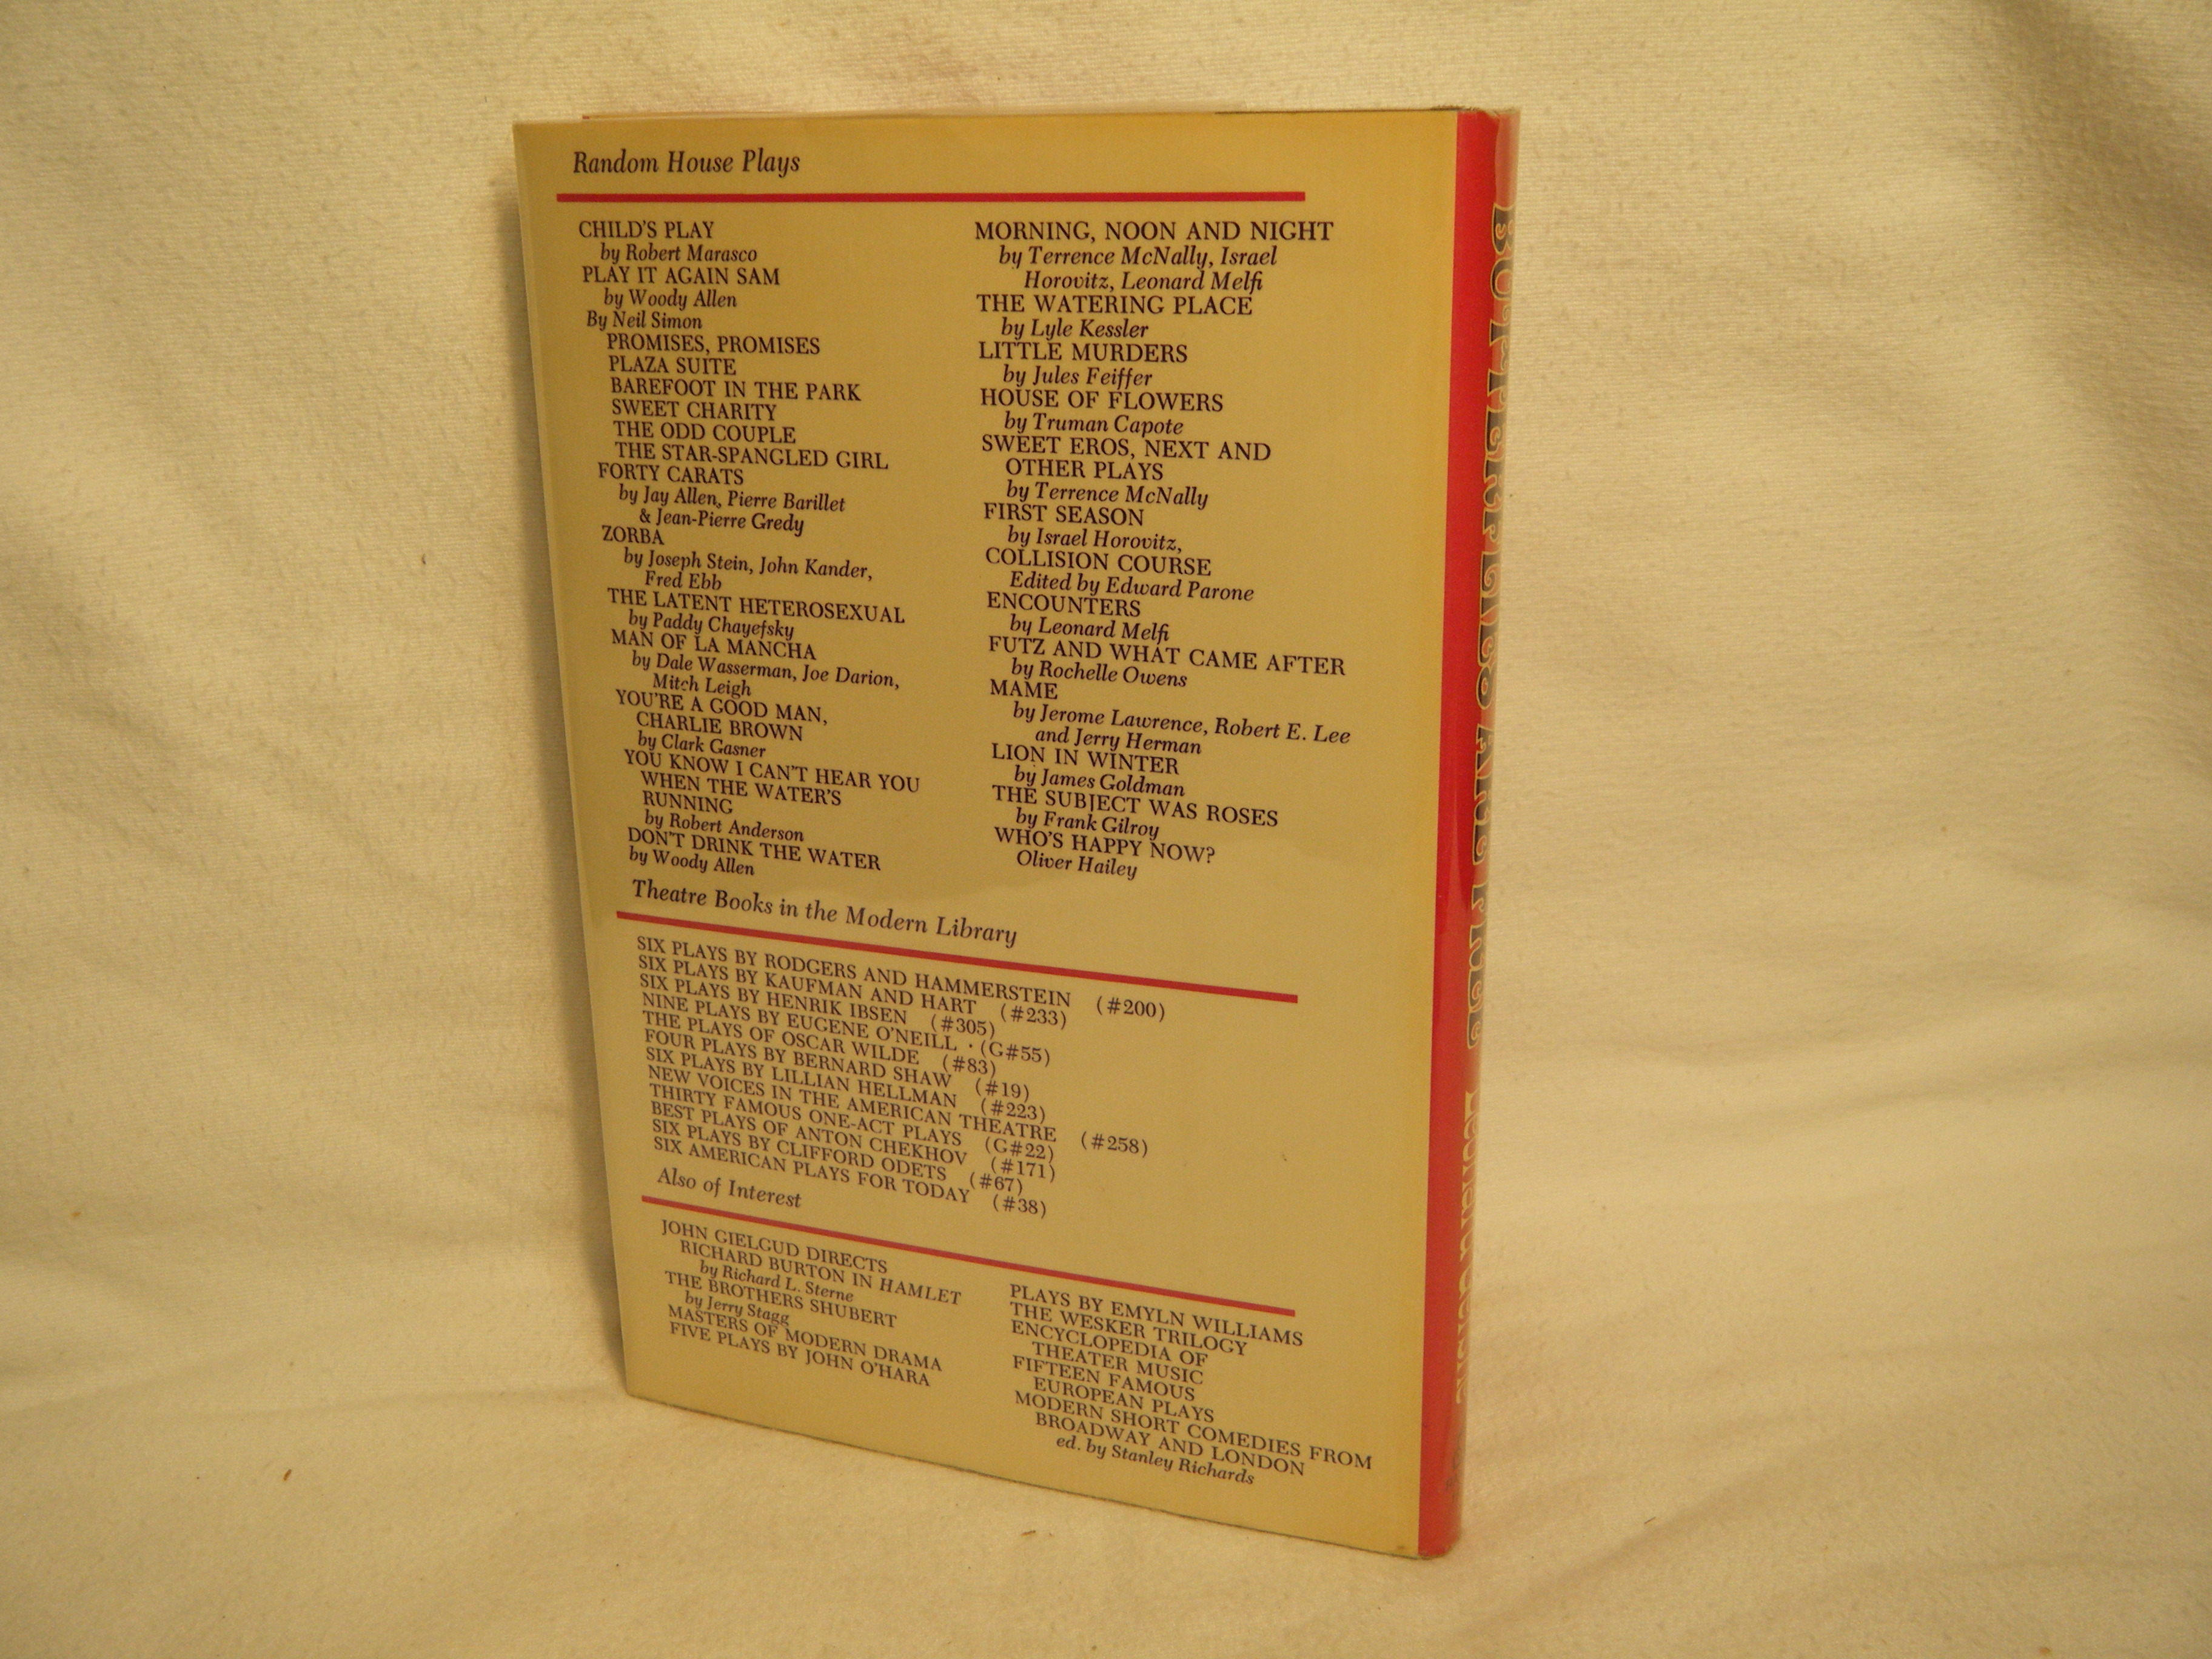 Random House Plays
CHILD'S PLAY
by Robert Marasco
PLAY IT AGAIN SAM
by Woody Allen
By Neil Simon
PROMISES, PROMISES
PLAZA SUITE
BAREFOOT IN THE PARK
SWEET CHARITY
THE ODD COUPLE
THE STAR-SPANGLED GIRL
FORTY CARATS
by Jay Allen, Pierre Barillet
& Jean-Pierre Gredy
ZORBA
by Joseph Stein, John Kander,
Fred Ebb
THE LATENT HETEROSEXUAL
by Paddy Chayefsky
MAN OF LA MANCHA
by Dale Wasserman, Joe Darion,
Mitch Leigh
YOU'RE A GOOD MAN,
CHARLIE BROWN
by Clark Gasner
YOU KNOW I CAN'T HEAR YOU
WHEN THE WATER'S
RUNNING
by Robert Anderson
DON'T DRINK THE WATER
by Woody Allen
MORNING, NOON AND NIGHT
by Terrence McNally, Israel
Horovitz, Leonard Melfi
THE WATERING PLACE
by Lyle Kessler
LITTLE MURDERS
by Jules Feiffer
HOUSE OF FLOWERS
by Truman Capote
SWEET EROS, NEXT AND
OTHER PLAYS
by Terrence McNally
FIRST SEASON
by Israel Horovitz,
COLLISION COURSE
Edited by Edward Parone
ENCOUNTERS
by Leonard Melfi
FUTZ AND WHAT CAME AFTER
by Rochelle Owens
MAME
by Jerome Lawrence, Robert E. Lee
and Jerry Herman
LION IN WINTER
by James Goldman
THE SUBJECT WAS ROSES
by Frank Gilroy
WHO'S HAPPY NOW?
Oliver Hailey
Theatre Books in the Modern Library
SIX PLAYS BY RODGERS AND HAMMERSTEIN (#200)
SIX PLAYS BY KAUFMAN AND HART (#233)
SIX PLAYS BY HENRIK IBSEN (#305)
NINE PLAYS BY EUGENE O'NEILL · (G#55)
THE PLAYS OF OSCAR WILDE (#83)
FOUR PLAYS BY BERNARD SHAW (#19)
SIX PLAYS BY LILLIAN HELLMAN (#223)
NEW VOICES IN THE AMERICAN THEATRE (#258)
THIRTY FAMOUS ONE-ACT PLAYS (G#22)
BEST PLAYS OF ANTON CHEKHOV (#171)
SIX PLAYS BY CLIFFORD ODETS (#67)
SIX AMERICAN PLAYS FOR TODAY (#38)
Also of Interest
JOHN GIELGUD DIRECTS
RICHARD BURTON IN HAMLET
by Richard L. Sterne
THE BROTHERS SHUBERT
by Jerry Stagg
MASTERS OF MODERN DRAMA
FIVE PLAYS BY JOHN O'HARA
PLAYS BY EMYLN WILLIAMS
THE WESKER TRILOGY
ENCYCLOPEDIA OF
THEATER MUSIC
FIFTEEN FAMOUS
EUROPEAN PLAYS
MODERN SHORT COMEDIES FROM
BROADWAY AND LONDON
ed. by Stanley Richards
BUTTERFLIES ARE FREE Leonard Gershe